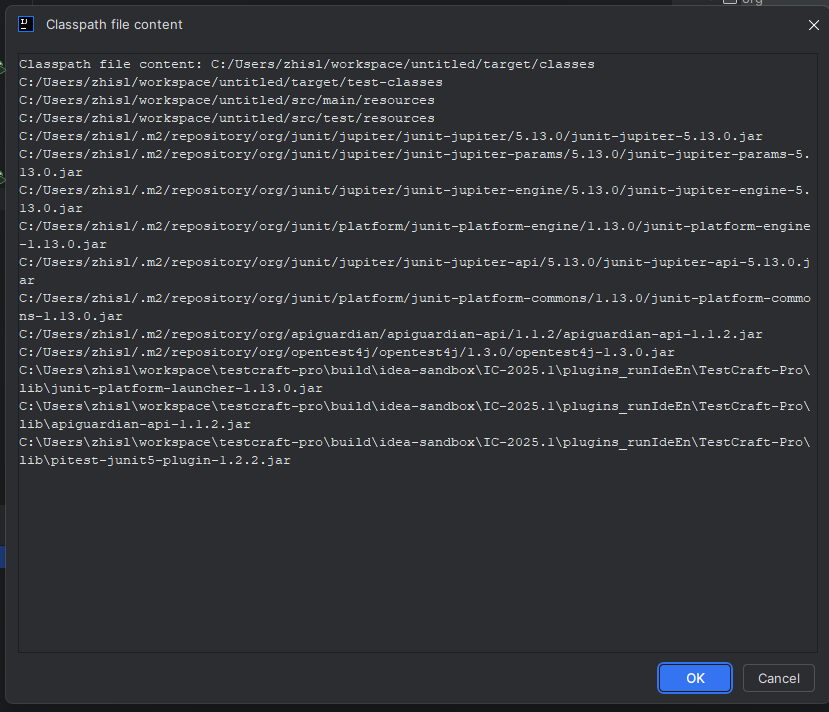 Classpath file content
Classpath file content: C:/Users/zhisl/workspace/untitled/target/classes
C:/Users/zhisl/workspace/untitled/target/test-classes
C:/Users/zhisl/workspace/untitled/src/main/resources
C:/Users/zhisl/workspace/untitled/src/test/resources
C:/Users/zhisl/.m2/repository/org/junit/jupiter/junit-jupiter/5.13.0/junit-jupiter-5.13.0.jar
C:/Users/zhisl/.m2/repository/org/junit/jupiter/junit-jupiter-params/5.13.0/junit-jupiter-params-5.
13.0.jar
C:/Users/zhisl/.m2/repository/org/junit/jupiter/junit-jupiter-engine/5.13.0/junit-jupiter-engine-5.
13.0.jar
C:/Users/zhisl/.m2/repository/org/junit/platform/junit-platform-engine/1.13.0/junit-platform-engine
-1.13.0.jar
C:/Users/zhisl/.m2/repository/org/junit/jupiter/junit-jupiter-api/5.13.0/junit-jupiter-api-5.13.0.j
ar
C:/Users/zhisl/.m2/repository/org/junit/platform/junit-platform-commons/1.13.0/junit-platform-commo
ns-1.13.0.jar
C:/Users/zhisl/.m2/repository/org/apiguardian/apiguardian-api/1.1.2/apiguardian-api-1.1.2.jar
C:/Users/zhisl/.m2/repository/org/opentest4j/opentest4j/1.3.0/opentest4j-1.3.0.jar
C:\Users\zhisl\workspace\testcraft-pro\build\idea-sandbox\IC-2025.1\plugins_runIdeEn\TestCraft-Pro\
lib\junit-platform-launcher-1.13.0.jar
C:\Users\zhisl\workspace\testcraft-pro\build\idea-sandbox\IC-2025.1\plugins_runIdeEn\TestCraft-Pro\
lib\apiguardian-api-1.1.2.jar
C:\Users\zhisl\workspace\testcraft-pro\build\idea-sandbox\IC-2025.1\plugins_runIdeEn\TestCraft-Pro\
lib\pitest-junit5-plugin-1.2.2.jar
OK
Cancel